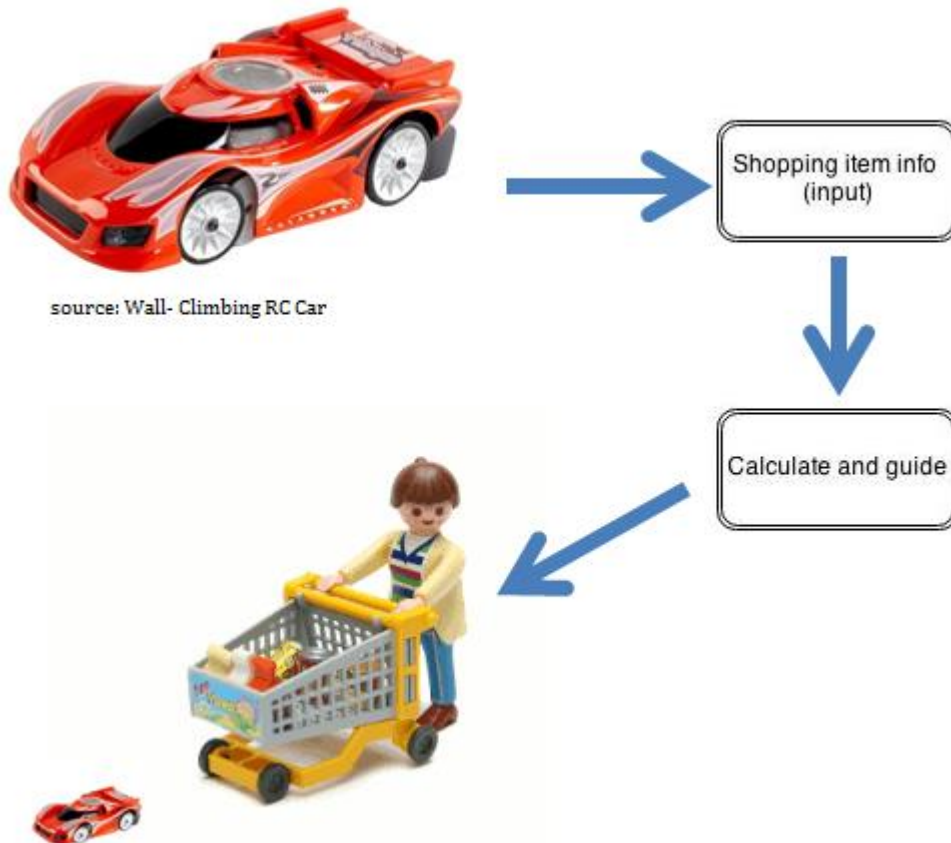 source: Wall- Climbing RC Car
Shopping item info
(input)
Calculate and guide